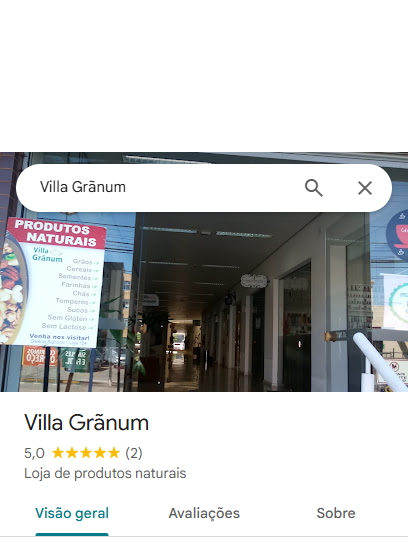 Villa Grãnum
PRODUTOS
NATURAIS
Villa
Grãnum
Grãos
Cereais
Sementes
Farinhas
Chás
Temperos
Sucos
Sem Glúten
Sem Lactose
Venha nos visitar!
Villa Grãnum
5,0 (2)
Loja de produtos naturais
Visão geral
Avaliações
Sobre